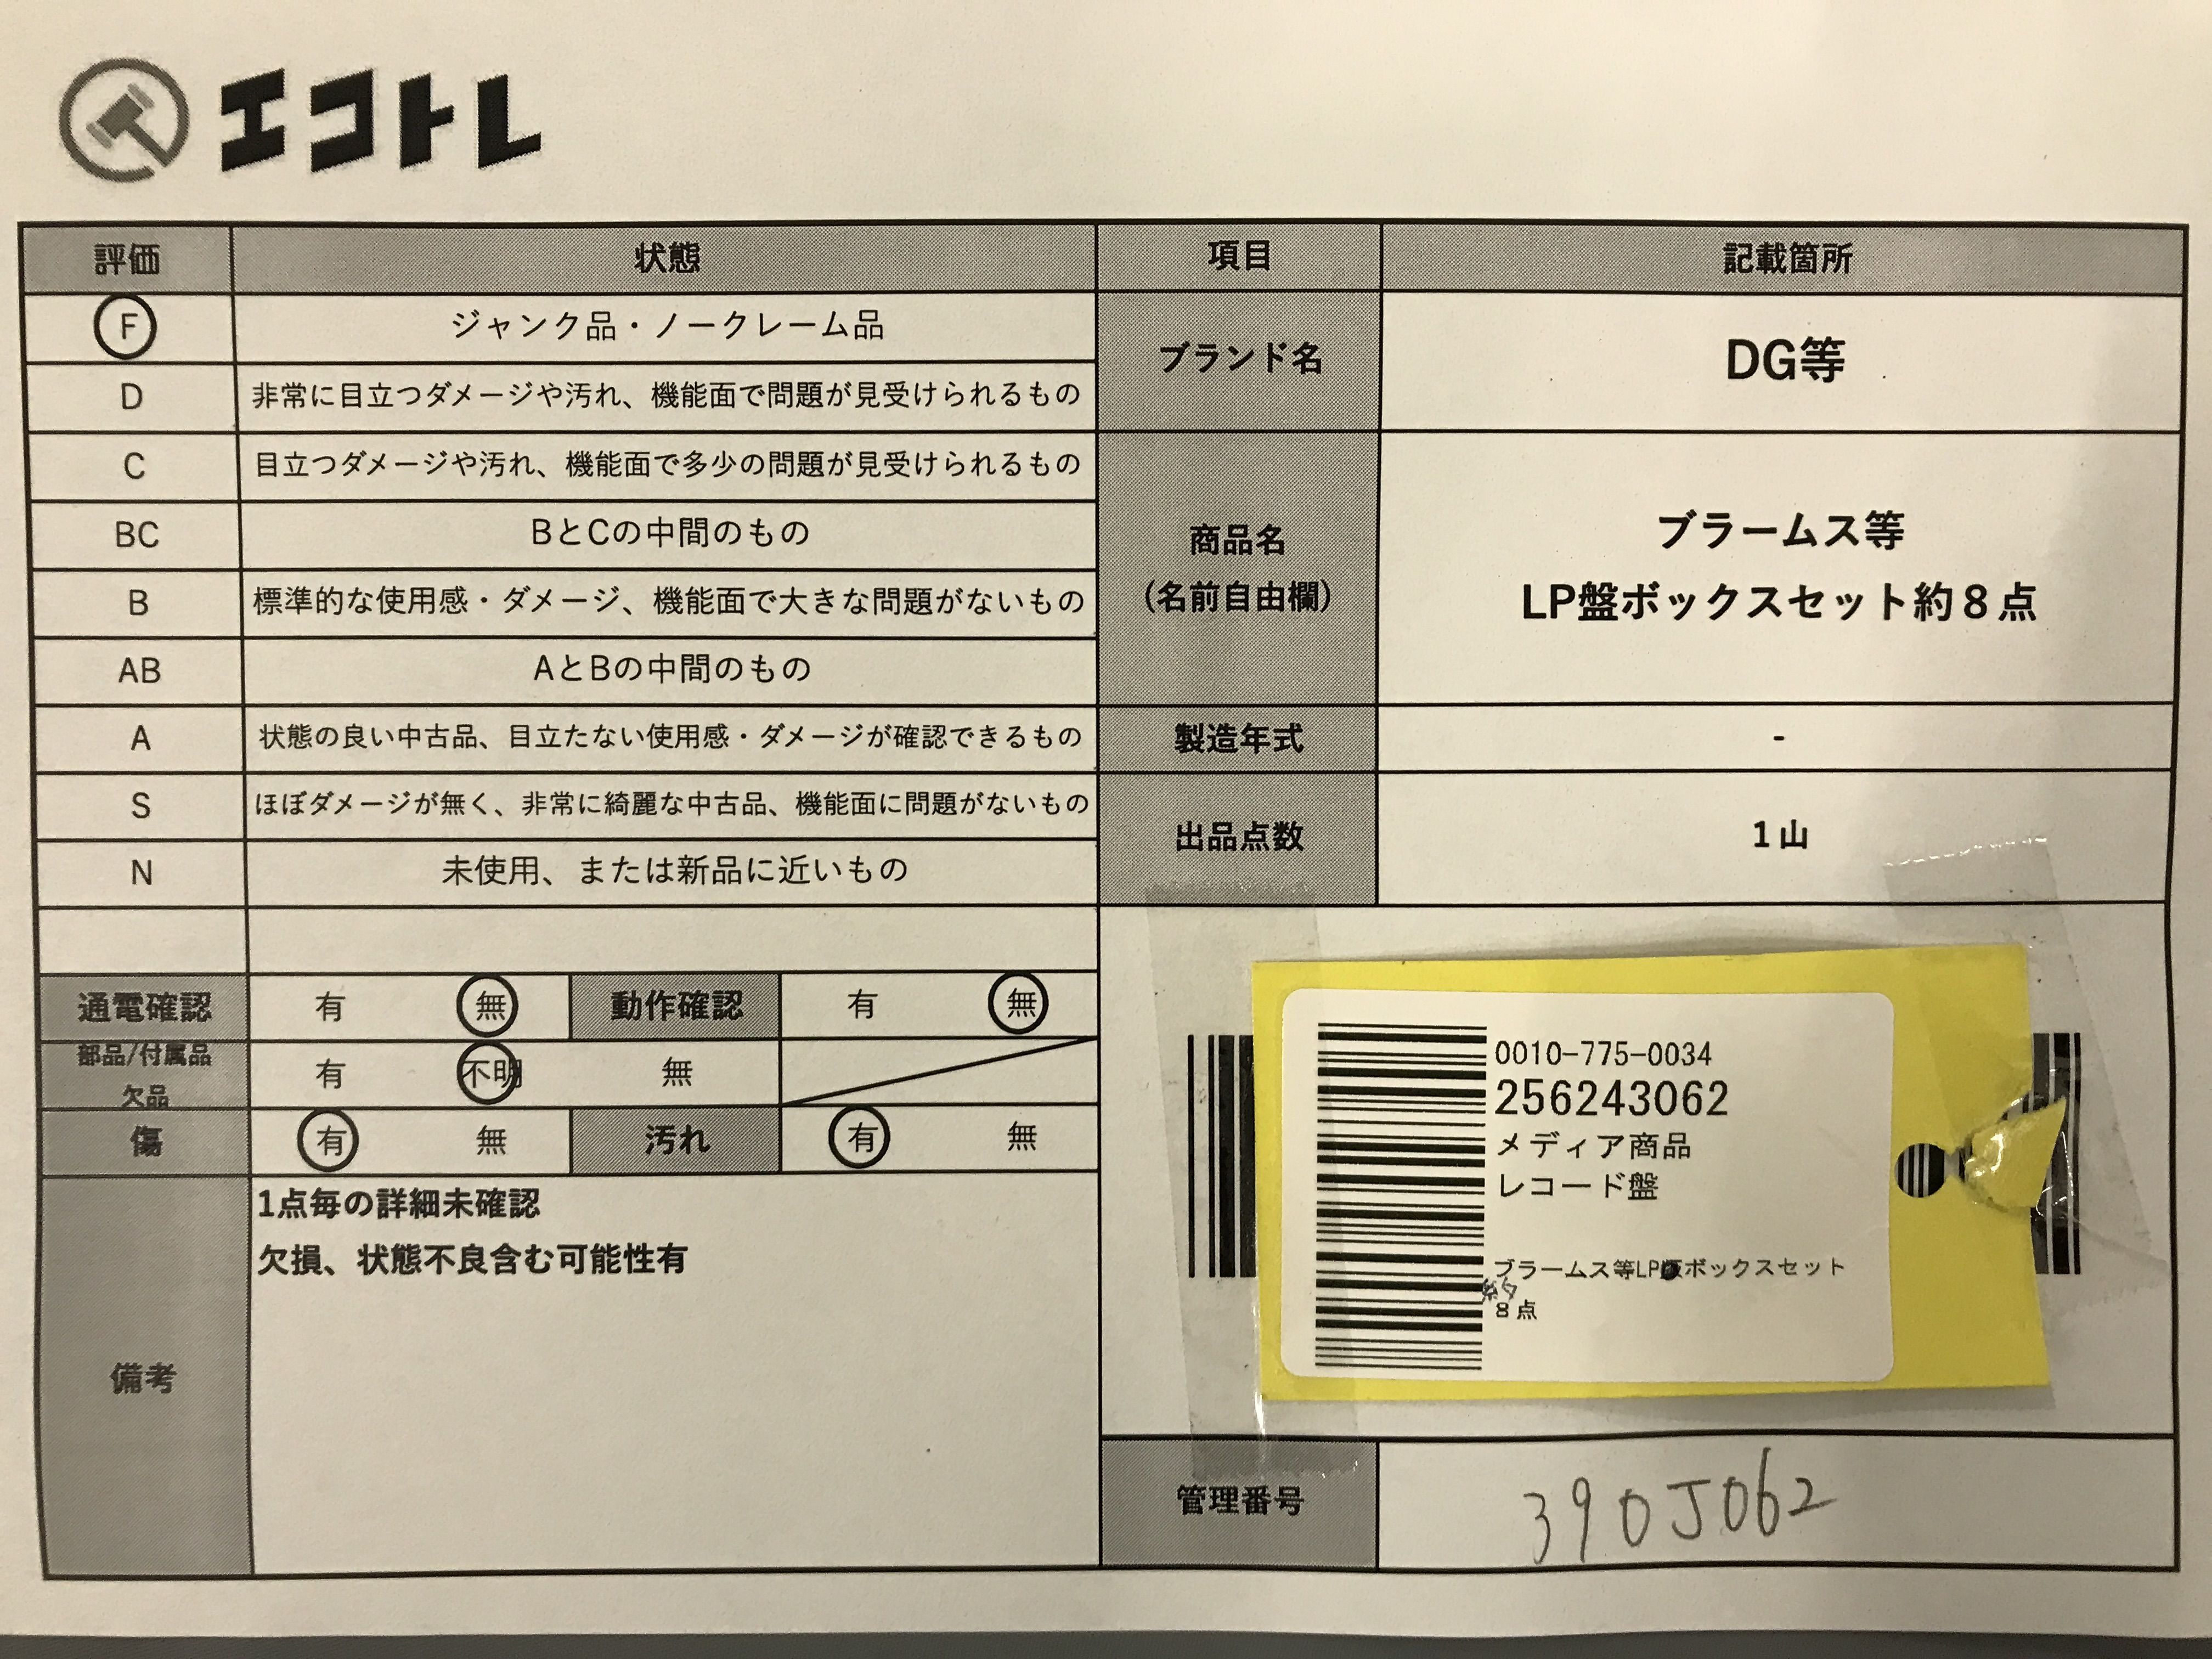 エコトレ
評価 状態 項目 記載箇所
F ジャンク品・ノークレーム品
D 非常に目立つダメージや汚れ、機能面で問題が見受けられるもの
C 目立つダメージや汚れ、機能面で多少の問題が見受けられるもの
BC BとCの中間のもの
B 標準的な使用感・ダメージ、機能面で大きな問題がないもの
AB AとBの中間のもの
A 状態の良い中古品、目立たない使用感・ダメージが確認できるもの
S ほぼダメージが無く、非常に綺麗な中古品、機能面に問題がないもの
N 未使用、または新品に近いもの
ブランド名 DG等
商品名
(名前自由欄)
ブラームス等
LP盤ボックスセット約8点
製造年式 -
出品点数 1山
通電確認 有 無 動作確認 有 無
部品/付属品
欠品
有 不明 無
傷 有 無 汚れ 有 無
備考
1点毎の詳細未確認
欠損、状態不良含む可能性有
0010-775-0034
256243062
メディア商品
レコード盤
ブラームス等LP版ボックスセット
約
8点
管理番号 390J062